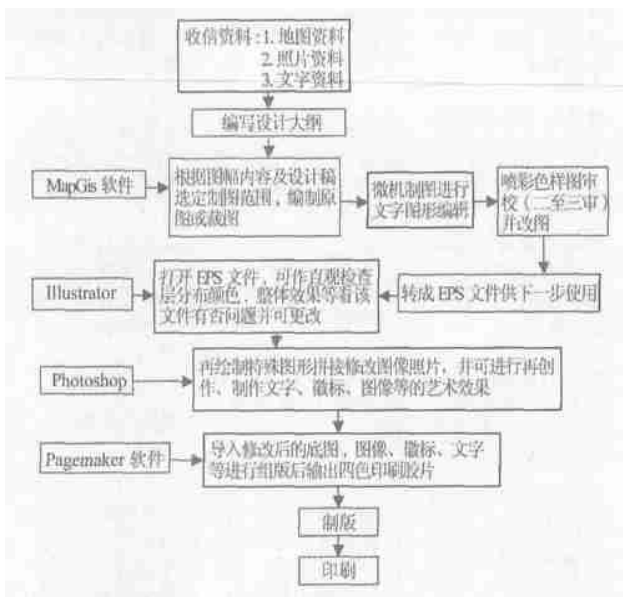 收信资料:1. 地图资料
2. 照片资料
3. 文字资料
编写设计大纲
MapGis 软件
根据图幅内容及设计稿
选定制图范围,编制原
图或裁图
微机制图进行
文字图形编辑
喷彩色样图审
校(二至三审)
并改图
Illustrator
打开 EPS 文件,可作直观检查
层分布颜色,整体效果等看该
文件有否问题并可更改
转成 EPS 文件供下一步使用
Photoshop
再绘制特殊图形拼接修改图像照片,并可进行再创
作、制作文字、徽标、图像等的艺术效果
Pagemaker 软件
导入修改后的底图,图像、徽标、文字
等进行组版后输出四色印刷胶片
制版
印刷